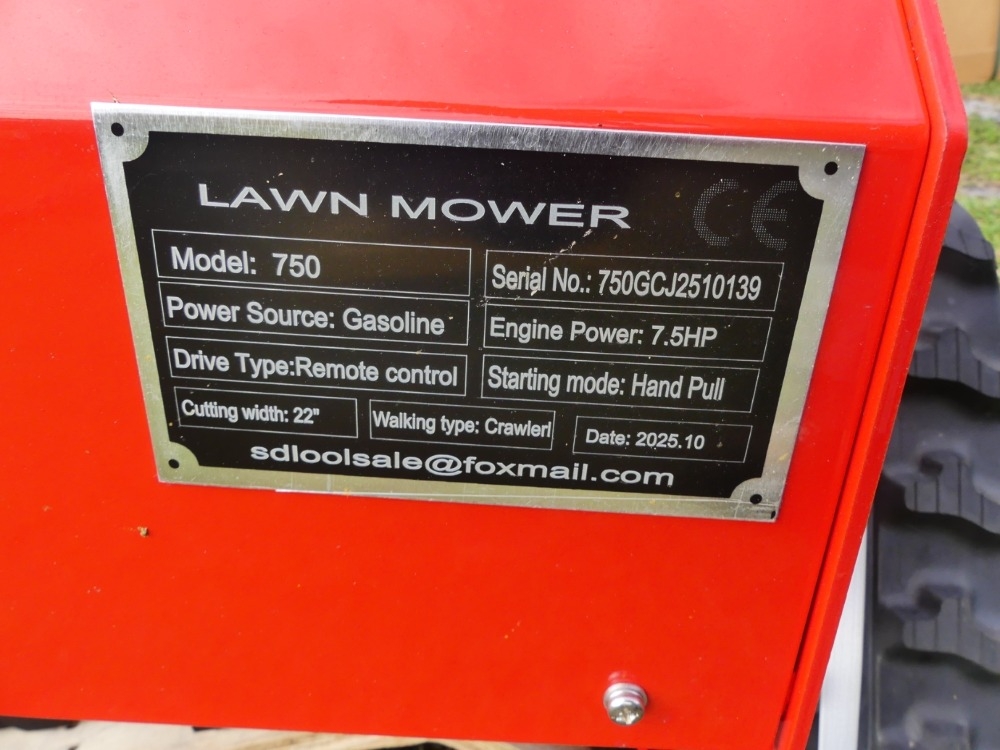 LAWN MOWER CE
Model: 750
Serial No.: 750GCJ2510139
Power Source: Gasoline
Engine Power: 7.5HP
Drive Type:Remote control
Starting mode: Hand Pull
Cutting width: 22"
Walking type: Crawlerl
Date: 2025.10
sdloolsale@foxmail.com